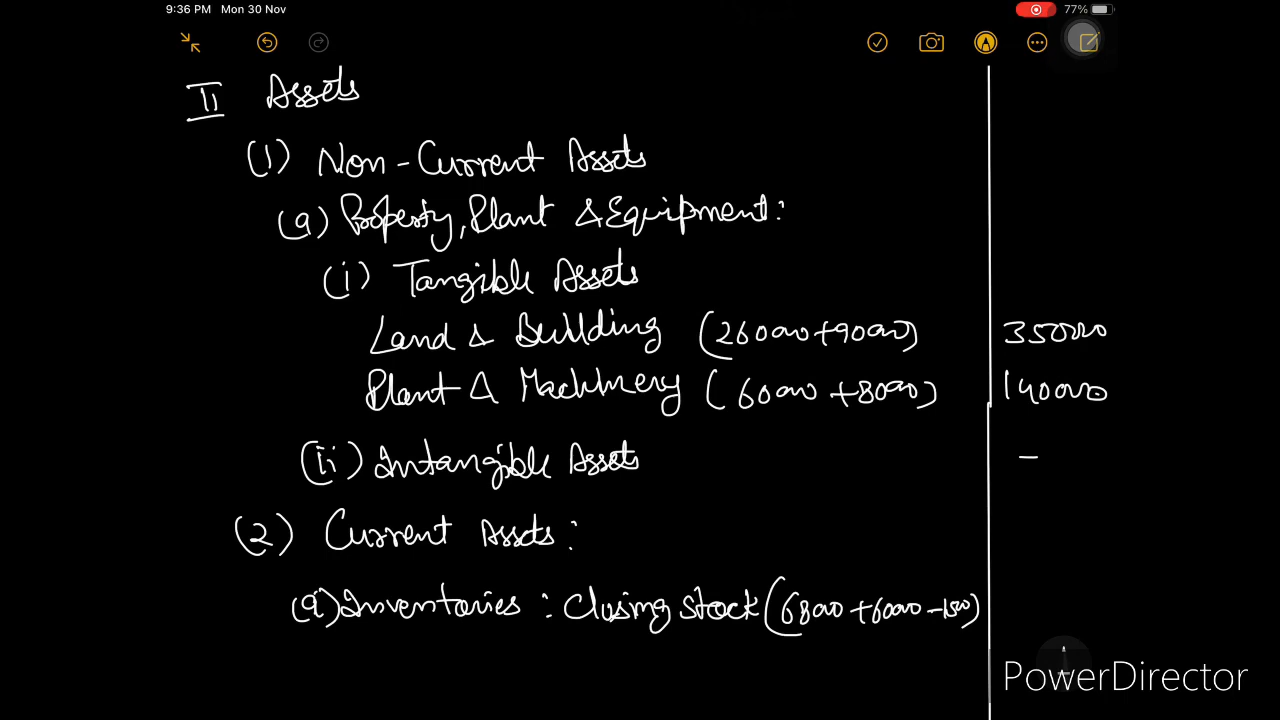 9:36 PM Mon 30 Nov 77%
II Assets
(1) Non-Current Assets
(a) Property, Plant & Equipment:
(i) Tangible Assets
Land & Building (260000+90000) 350000
Plant & Machinery (60000+80000) 140000
(ii) Intangible Assets –
(2) Current Assets:
(a) Inventories: Closing stock (68000+60000-1500)
PowerDirector